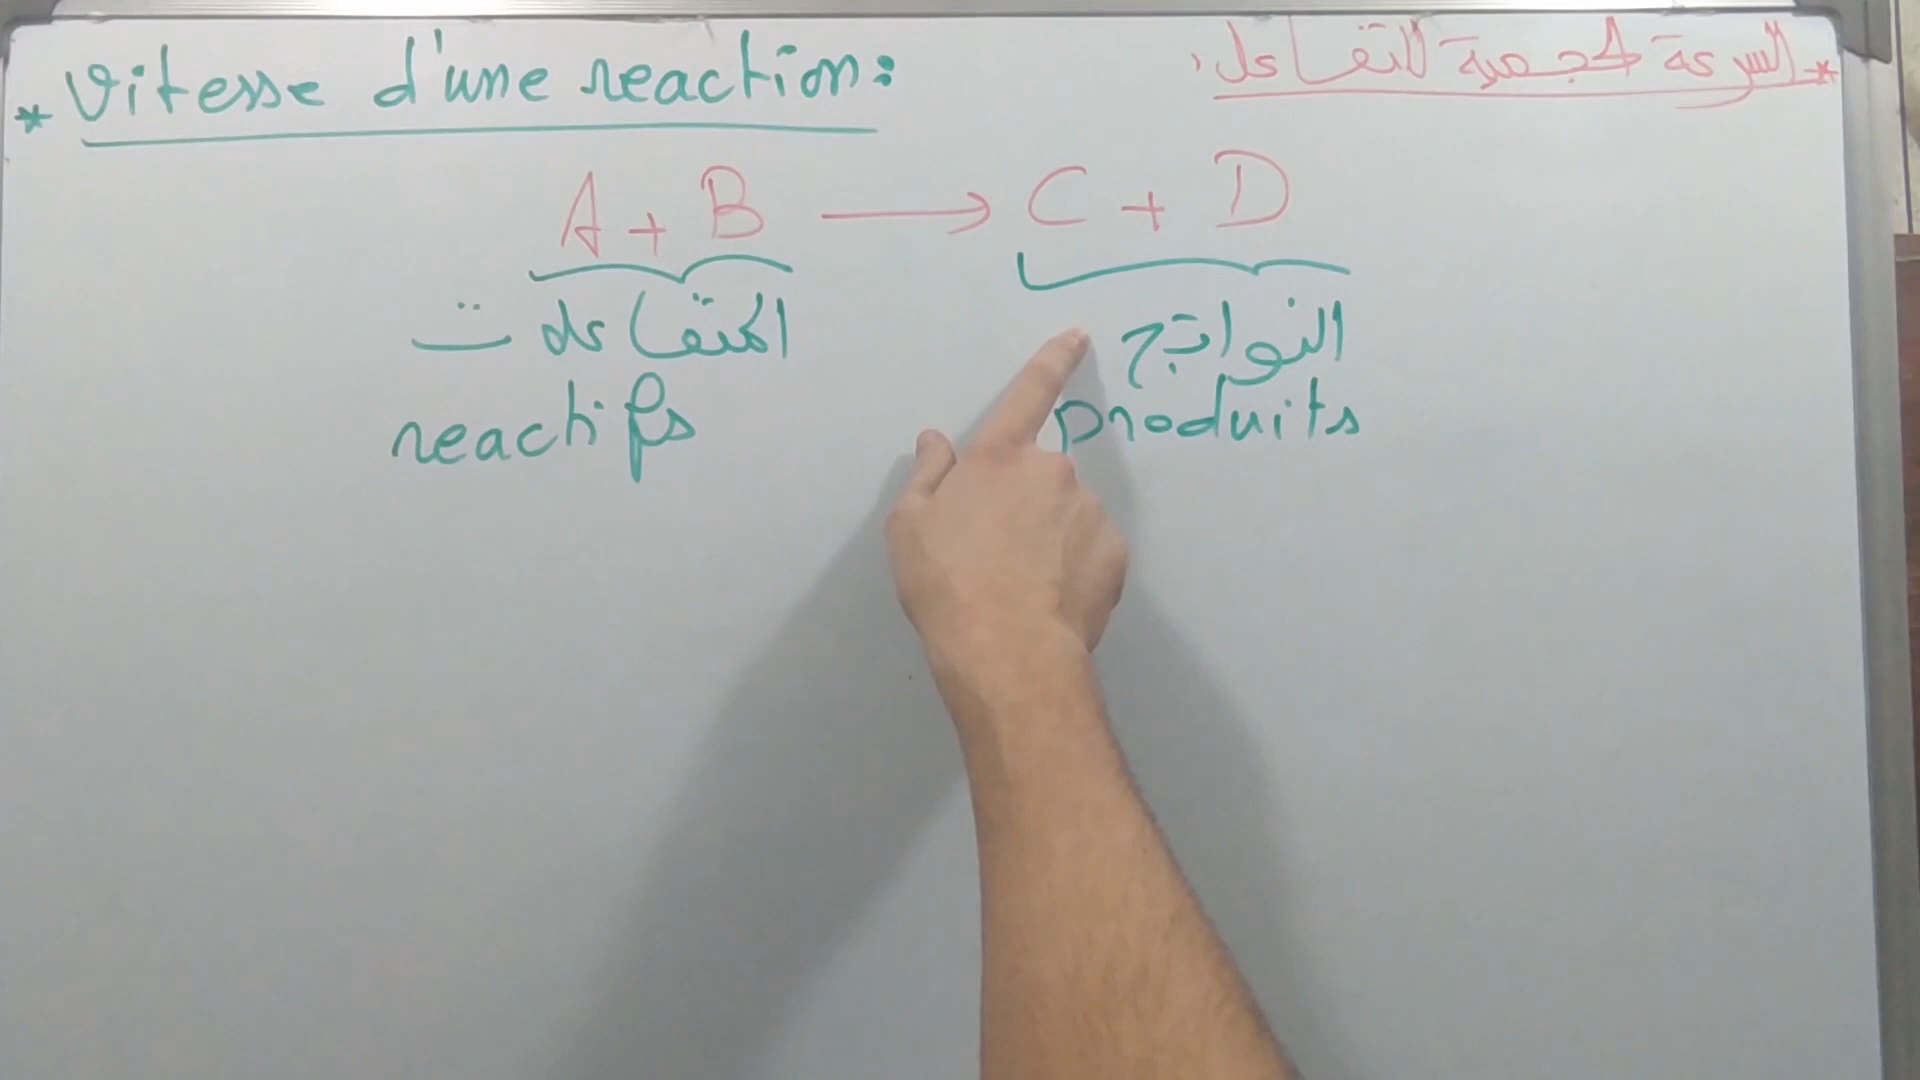 * Vitesse d'une reaction:
* السرعة الحجمية للتفاعل:
A + B → C + D
المتفاعلات
النواتج
reactifs
produits